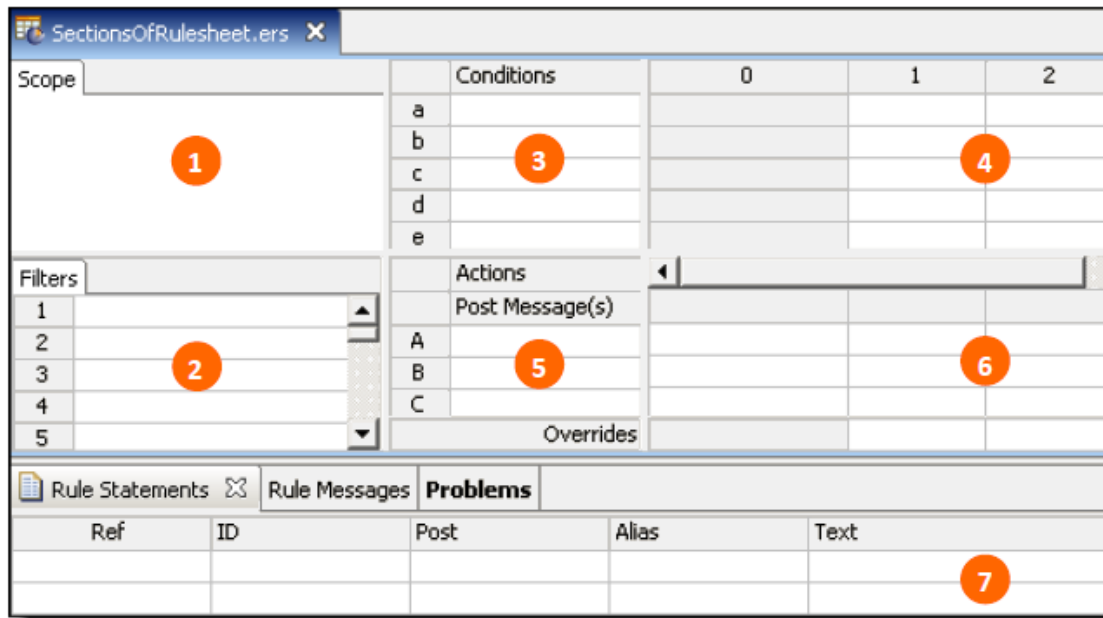 SectionsOfRulesheet.ers
Scope
Conditions 0 1 2
a
b
c
d
e
1
3
4
Filters
1
2
3
4
5
2
Actions
Post Message(s)
A
B
C
Overrides
5
6
Rule Statements Rule Messages Problems
Ref ID Post Alias Text
7